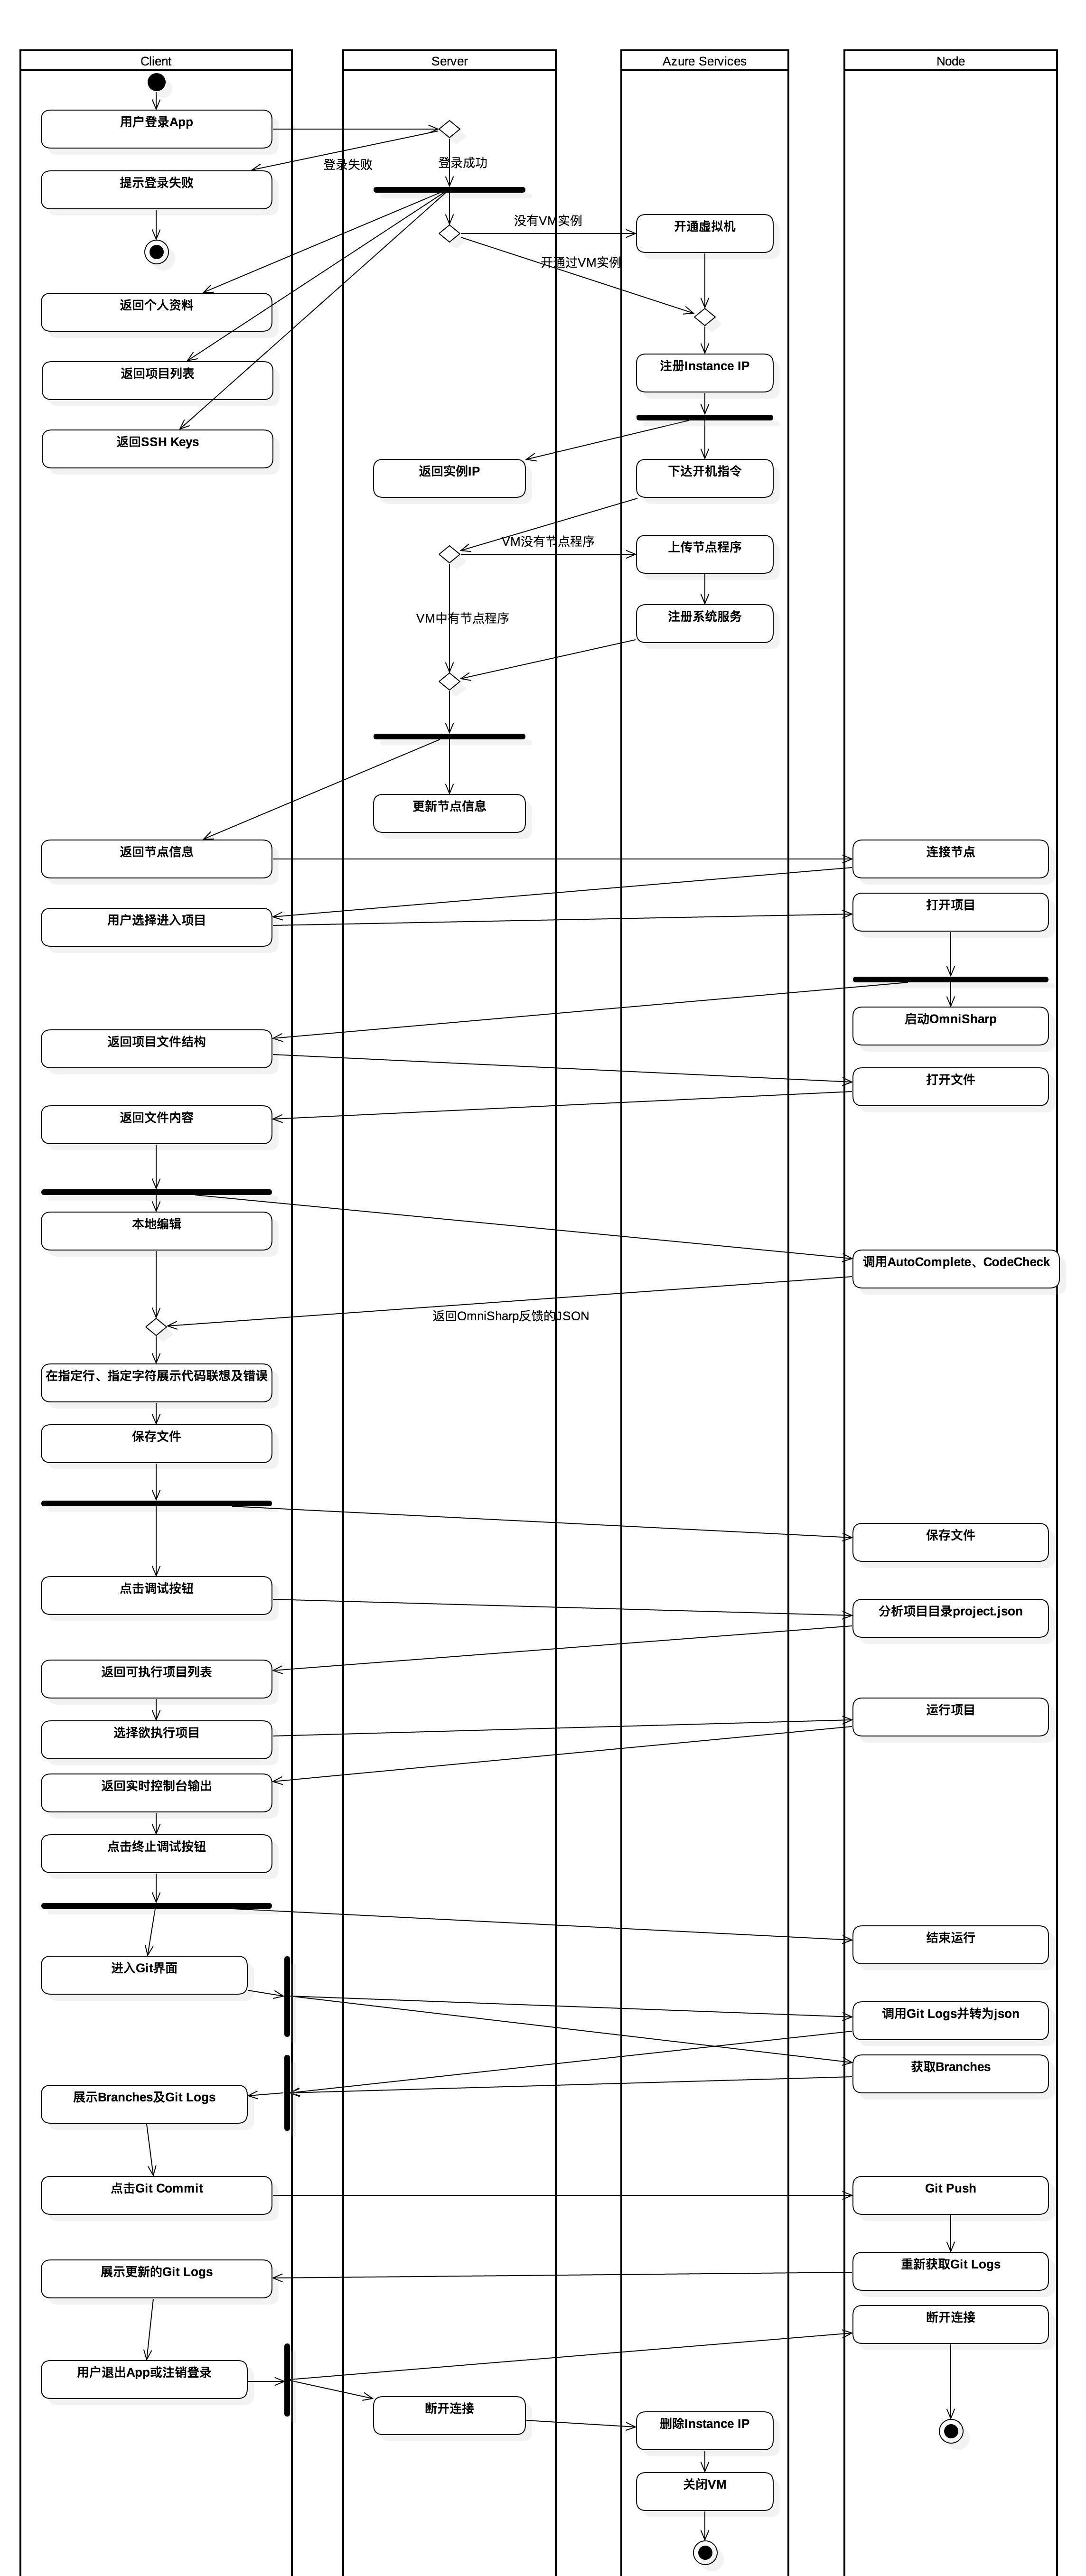 Client
Server
Azure Services
Node
用户登录App
登录失败
登录成功
提示登录失败
没有VM实例
开通虚拟机
开通过VM实例
返回个人资料
注册Instance IP
返回项目列表
返回SSH Keys
返回实例IP
下达开机指令
VM没有节点程序
上传节点程序
VM中有节点程序
注册系统服务
更新节点信息
返回节点信息
连接节点
用户选择进入项目
打开项目
启动OmniSharp
返回项目文件结构
打开文件
返回文件内容
本地编辑
调用AutoComplete、CodeCheck
返回OmniSharp反馈的JSON
在指定行、指定字符展示代码联想及错误
保存文件
保存文件
点击调试按钮
分析项目目录project.json
返回可执行项目列表
运行项目
选择欲执行项目
返回实时控制台输出
点击终止调试按钮
结束运行
进入Git界面
调用Git Logs并转为json
获取Branches
展示Branches及Git Logs
点击Git Commit
Git Push
展示更新的Git Logs
重新获取Git Logs
断开连接
用户退出App或注销登录
断开连接
删除Instance IP
关闭VM